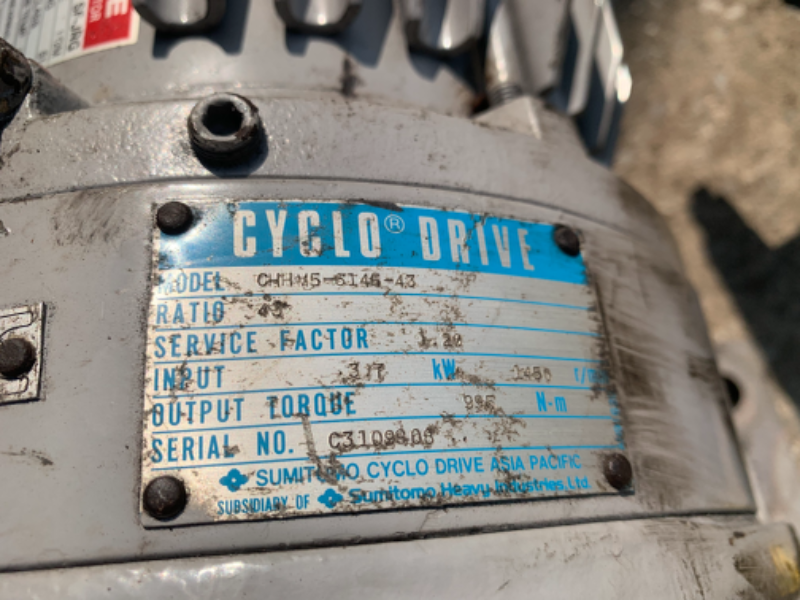 CYCLO® DRIVE
MODEL CHHM5-6145-43
RATIO 43
SERVICE FACTOR 1.20
INPUT 3.7 kW 1450
OUTPUT TORQUE N-m
SERIAL NO.
SUMITOMO CYCLO DRIVE ASIA PACIFIC
SUBSIDIARY OF Sumitomo Heavy Industries, Ltd.